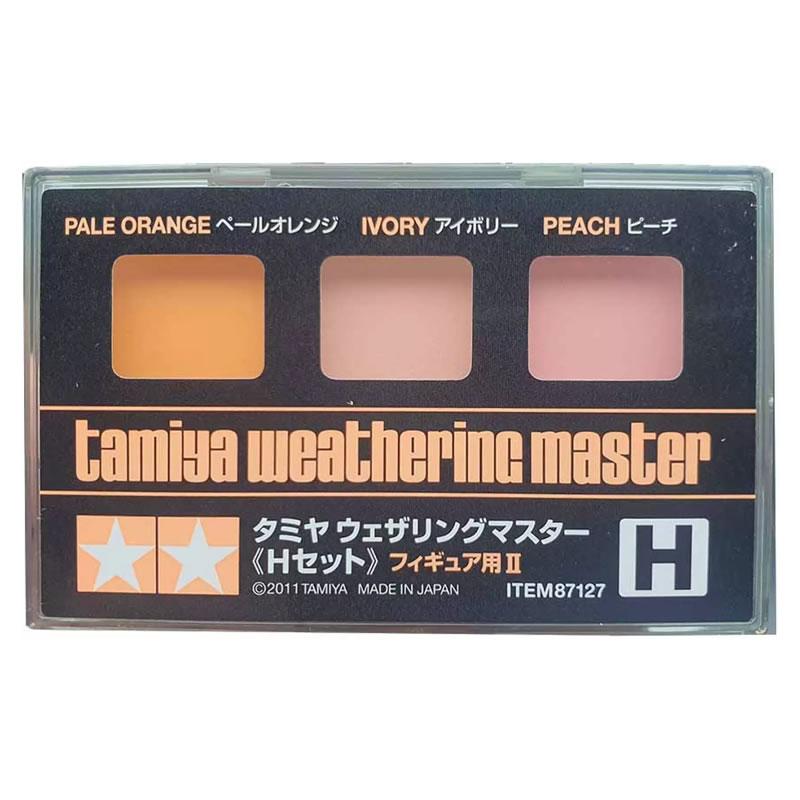 PALE ORANGE ペールオレンジ IVORY アイボリー PEACH ピーチ
tamiya weathering master
タミヤ ウェザリングマスター
《Hセット》フィギュア用II
©2011 TAMIYA MADE IN JAPAN ITEM87127
H